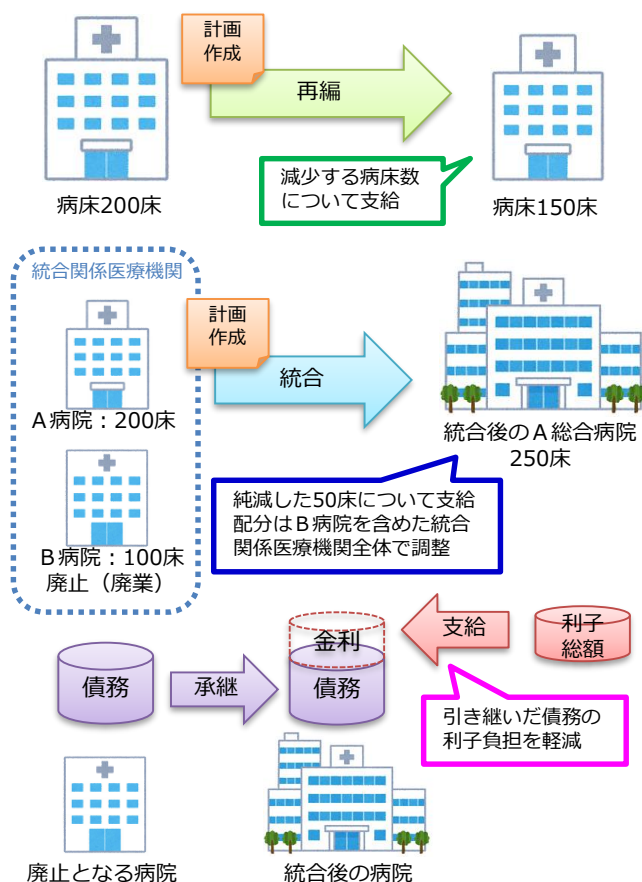 計画
作成
再編
減少する病床数
について支給
病床200床
病床150床
統合関係医療機関
計画
作成
統合
A病院：200床
統合後のA総合病院
250床
B病院：100床
廃止（廃業）
純減した50床について支給
配分はB病院を含めた統合
関係医療機関全体で調整
債務
承継
金利
債務
支給
利子
総額
引き継いだ債務の
利子負担を軽減
廃止となる病院
統合後の病院